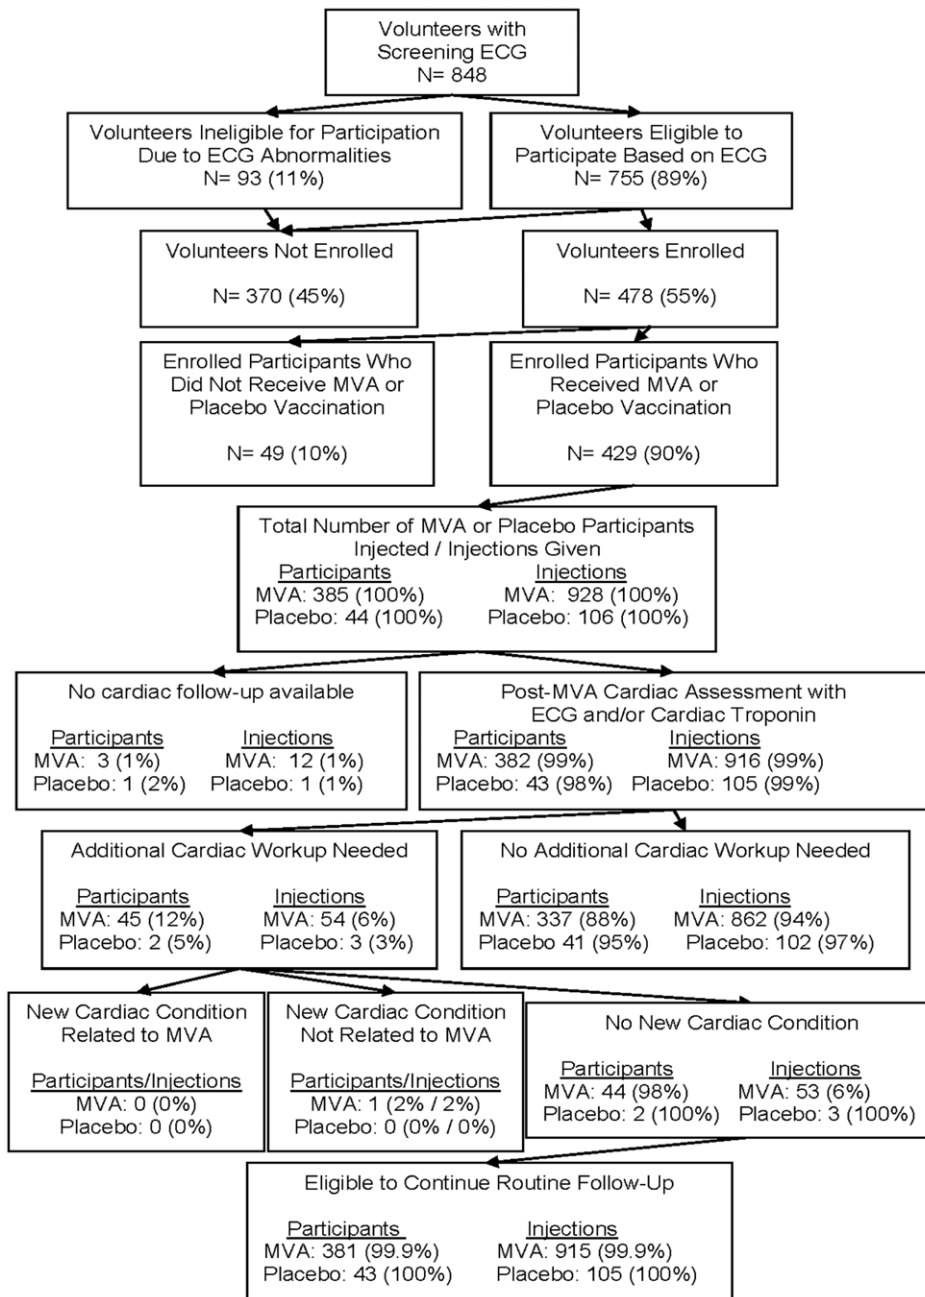 Volunteers with
Screening ECG
N= 848
Volunteers Ineligible for Participation
Due to ECG Abnormalities
N= 93 (11%)
Volunteers Eligible to
Participate Based on ECG
N= 755 (89%)
Volunteers Not Enrolled
N= 370 (45%)
Volunteers Enrolled
N= 478 (55%)
Enrolled Participants Who
Did Not Receive MVA or
Placebo Vaccination
N= 49 (10%)
Enrolled Participants Who
Received MVA or
Placebo Vaccination
N= 429 (90%)
Total Number of MVA or Placebo Participants
Injected / Injections Given
Participants Injections
MVA: 385 (100%) MVA: 928 (100%)
Placebo: 44 (100%) Placebo: 106 (100%)
No cardiac follow-up available
Participants Injections
MVA: 3 (1%) MVA: 12 (1%)
Placebo: 1 (2%) Placebo: 1 (1%)
Post-MVA Cardiac Assessment with
ECG and/or Cardiac Troponin
Participants Injections
MVA: 382 (99%) MVA: 916 (99%)
Placebo: 43 (98%) Placebo: 105 (99%)
Additional Cardiac Workup Needed
Participants Injections
MVA: 45 (12%) MVA: 54 (6%)
Placebo: 2 (5%) Placebo: 3 (3%)
No Additional Cardiac Workup Needed
Participants Injections
MVA: 337 (88%) MVA: 862 (94%)
Placebo 41 (95%) Placebo: 102 (97%)
New Cardiac Condition
Related to MVA
Participants/Injections
MVA: 0 (0%)
Placebo: 0 (0%)
New Cardiac Condition
Not Related to MVA
Participants/Injections
MVA: 1 (2% / 2%)
Placebo: 0 (0% / 0%)
No New Cardiac Condition
Participants Injections
MVA: 44 (98%) MVA: 53 (6%)
Placebo: 2 (100%) Placebo: 3 (100%)
Eligible to Continue Routine Follow-Up
Participants Injections
MVA: 381 (99.9%) MVA: 915 (99.9%)
Placebo: 43 (100%) Placebo: 105 (100%)